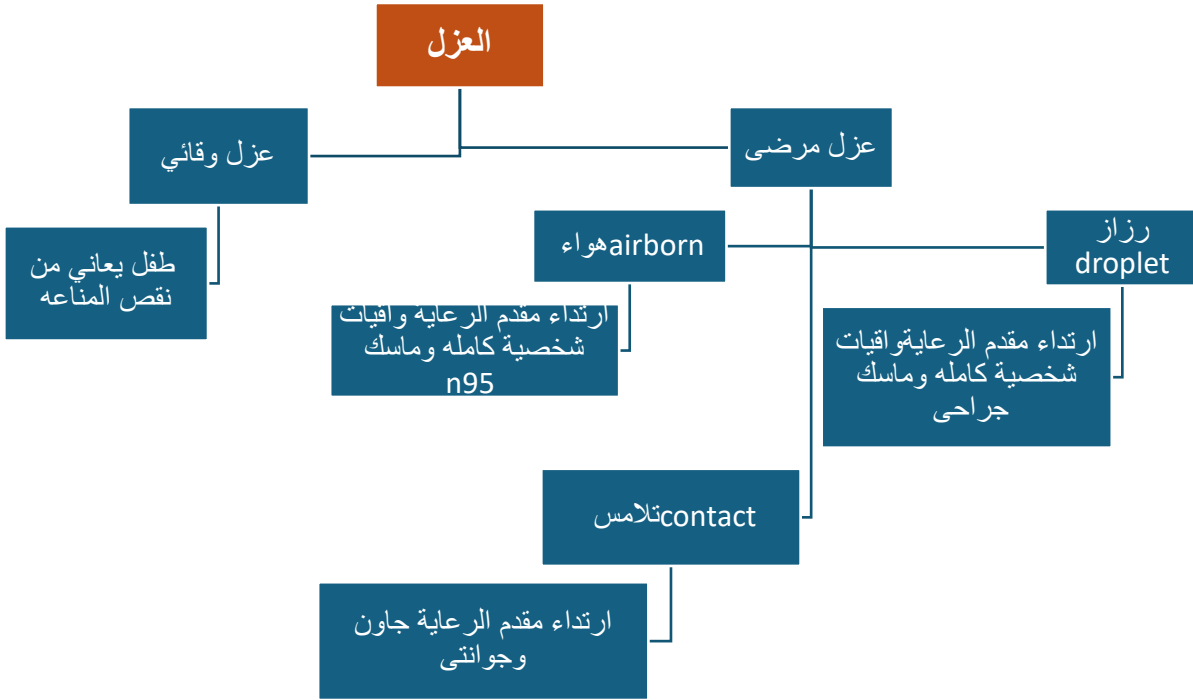 العزل
عزل مرضى
عزل وقائي
رزاز
droplet
airbornهواء
طفل يعاني من
نقص المناعه
ارتداء مقدم الرعايةواقيات
شخصية كامله وماسك
جراحى
ارتداء مقدم الرعاية واقيات
شخصية كامله وماسك
n95
contactتلامس
ارتداء مقدم الرعاية جاون
وجوانتى